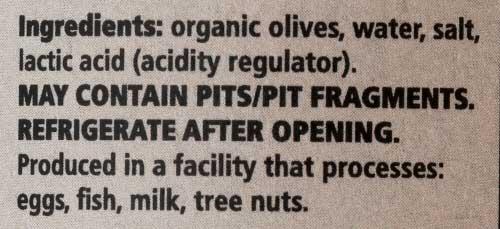 Ingredients: organic olives, water, salt,
lactic acid (acidity regulator).
MAY CONTAIN PITS/PIT FRAGMENTS.
REFRIGERATE AFTER OPENING.
Produced in a facility that processes:
eggs, fish, milk, tree nuts.